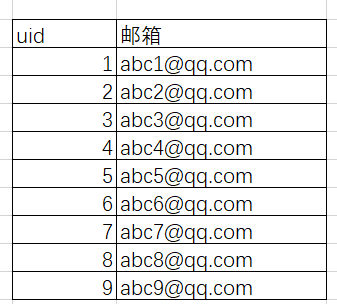 uid 邮箱
1 abc1@qq.com
2 abc2@qq.com
3 abc3@qq.com
4 abc4@qq.com
5 abc5@qq.com
6 abc6@qq.com
7 abc7@qq.com
8 abc8@qq.com
9 abc9@qq.com